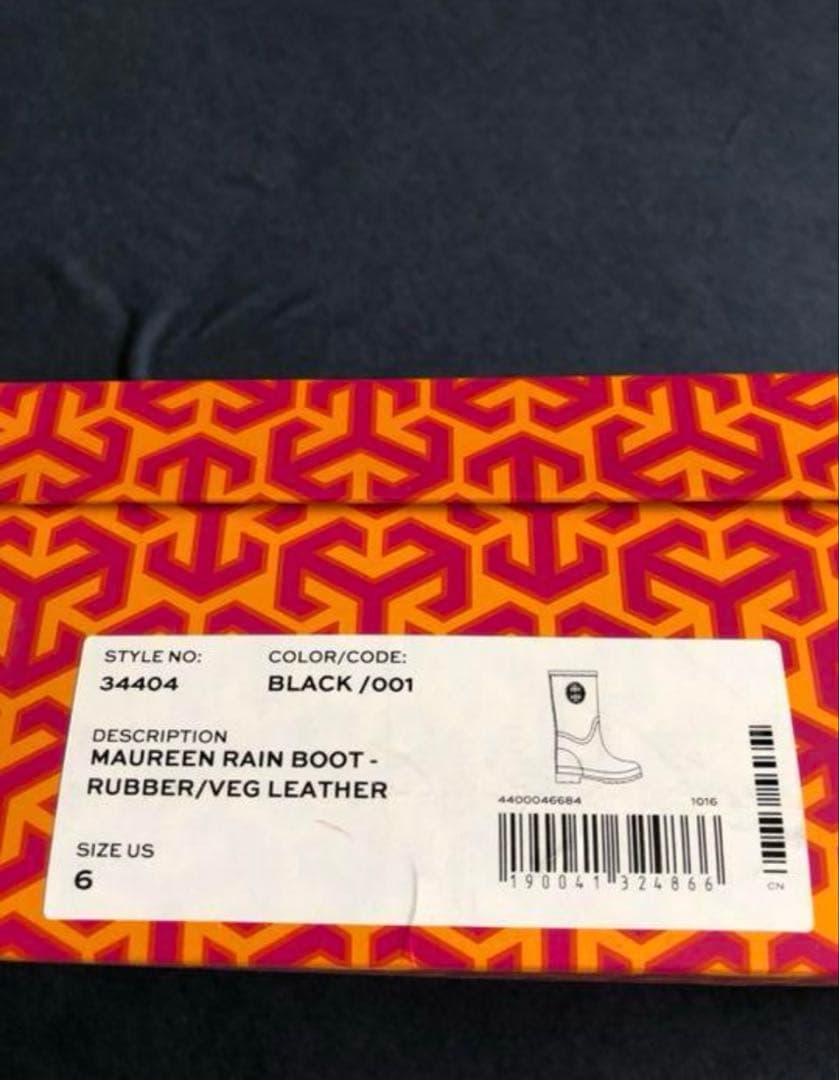 STYLE NO: COLOR/CODE:
34404 BLACK /001
DESCRIPTION
MAUREEN RAIN BOOT -
RUBBER/VEG LEATHER
SIZE US
6
4400046684 1016
190041324866
CN